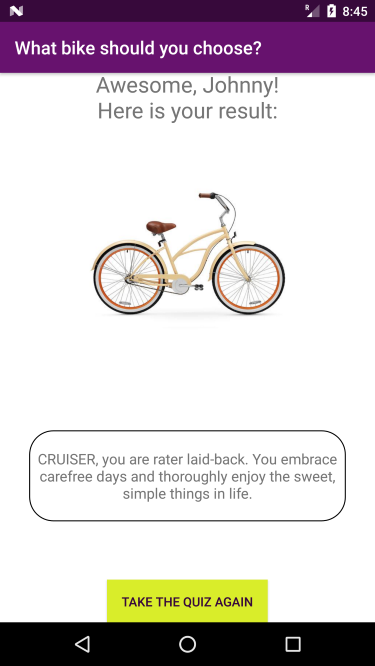 R 8:45
What bike should you choose?
Awesome, Johnny!
Here is your result:
CRUISER, you are rater laid-back. You embrace
carefree days and thoroughly enjoy the sweet,
simple things in life.
TAKE THE QUIZ AGAIN